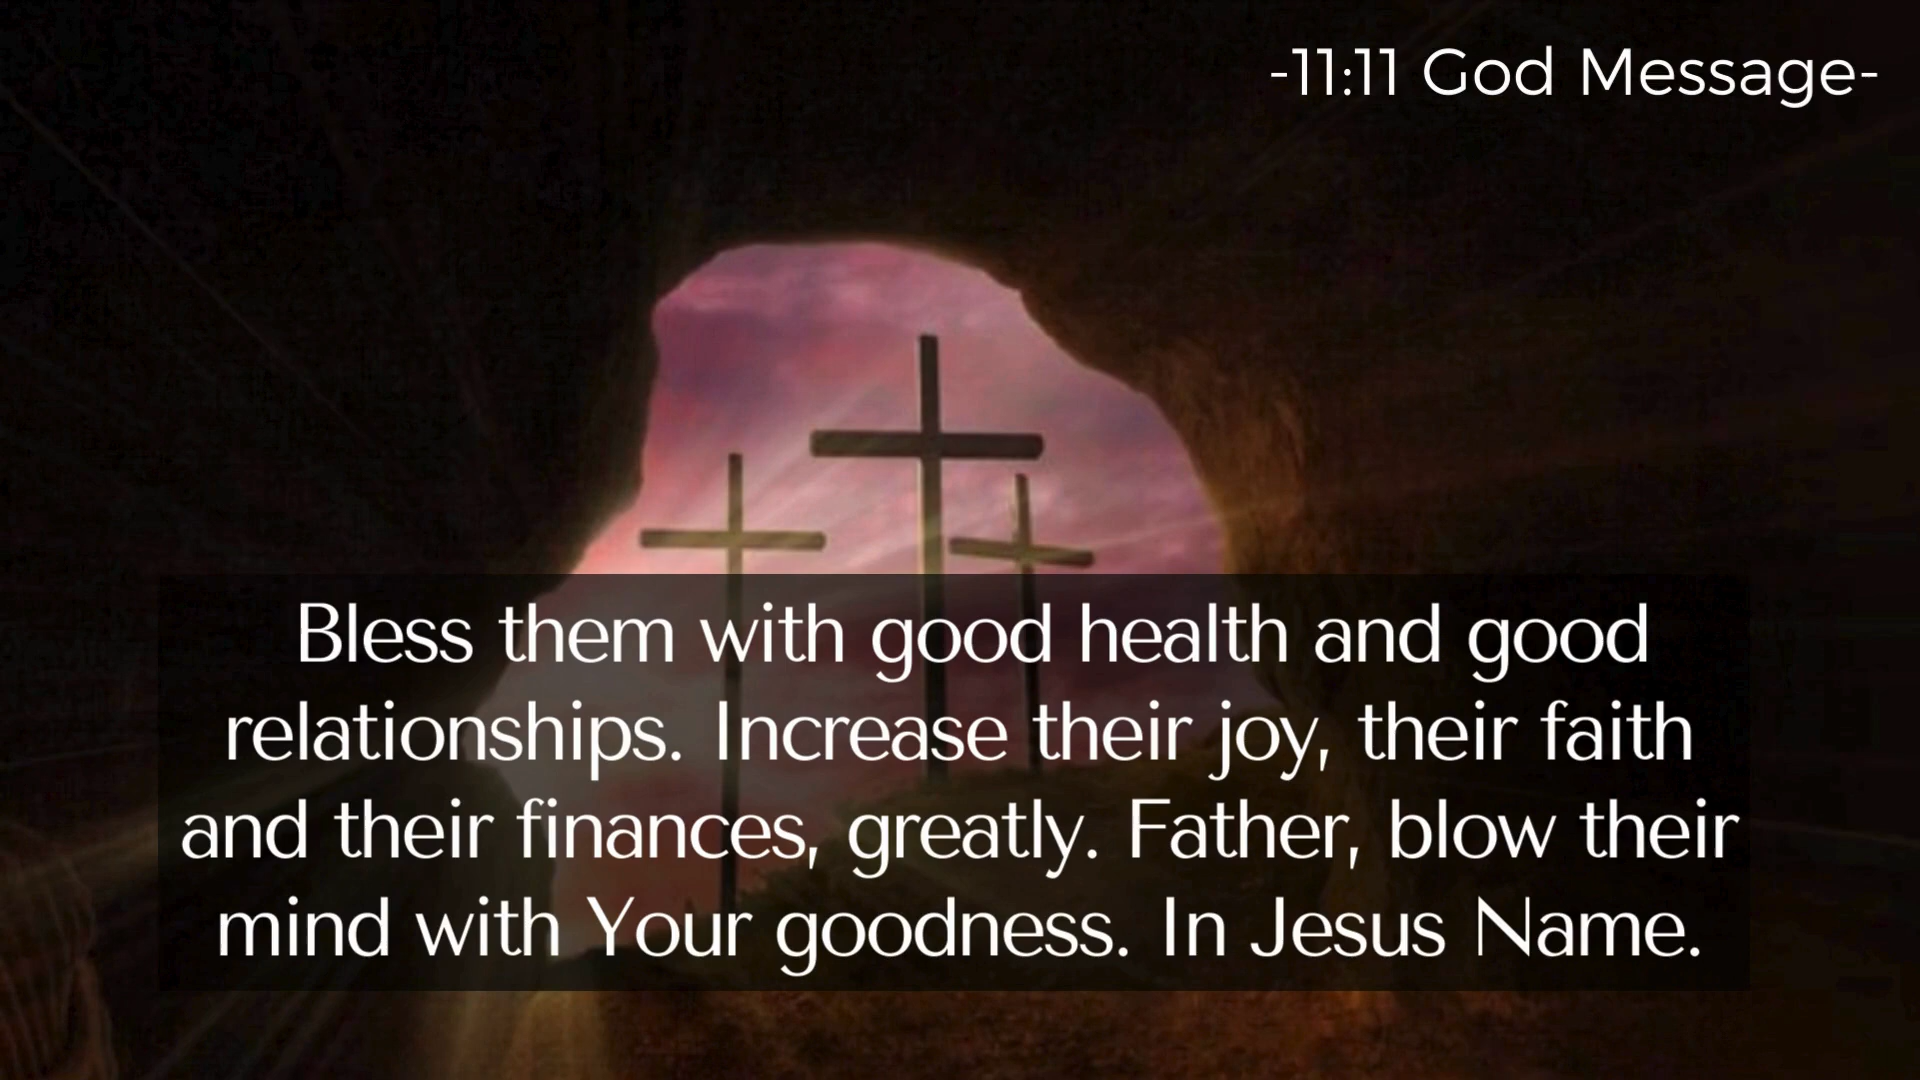 -11:11 God Message-
Bless them with good health and good
relationships. Increase their joy, their faith
and their finances, greatly. Father, blow their
mind with Your goodness. In Jesus Name.